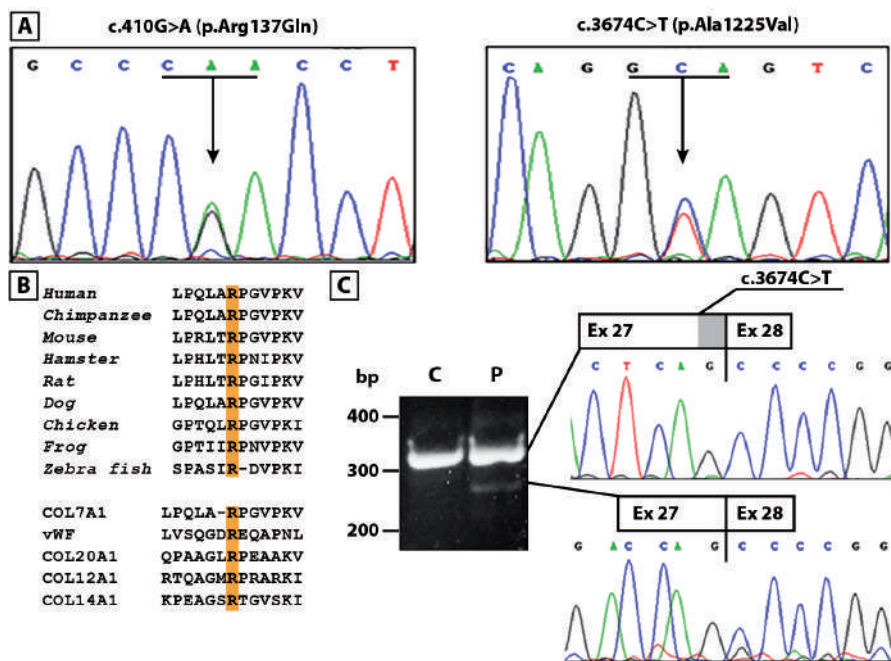 A
c.410G>A (p.Arg137Gln)
c.3674C>T (p.Ala1225Val)
G C C C A A C C T
C A G G C A G T C
B
Human LPQLARPGVPKV
Chimpanzee LPQLARPGVPKV
Mouse LPRLTRPGVPKV
Hamster LPHLTRPNIPKV
Rat LPHLTRPGIPKV
Dog LPQLARPGVPKV
Chicken GPTQLRPGVPKI
Frog GPTIIRPNVPKV
Zebra fish SPASIR-DVPKI
COL7A1 LPQLA-RPGVPKV
vWF LVSQGDREQAPNL
COL20A1 QPAAGLRPEAAKV
COL12A1 RTQAGMRPRARKI
COL14A1 KPEAGSRTGVSKI
C
c.3674C>T
Ex 27 Ex 28
C T C A G C C C G G
bp C P
400
300
200
Ex 27 Ex 28
G A C C A G C C C C G G